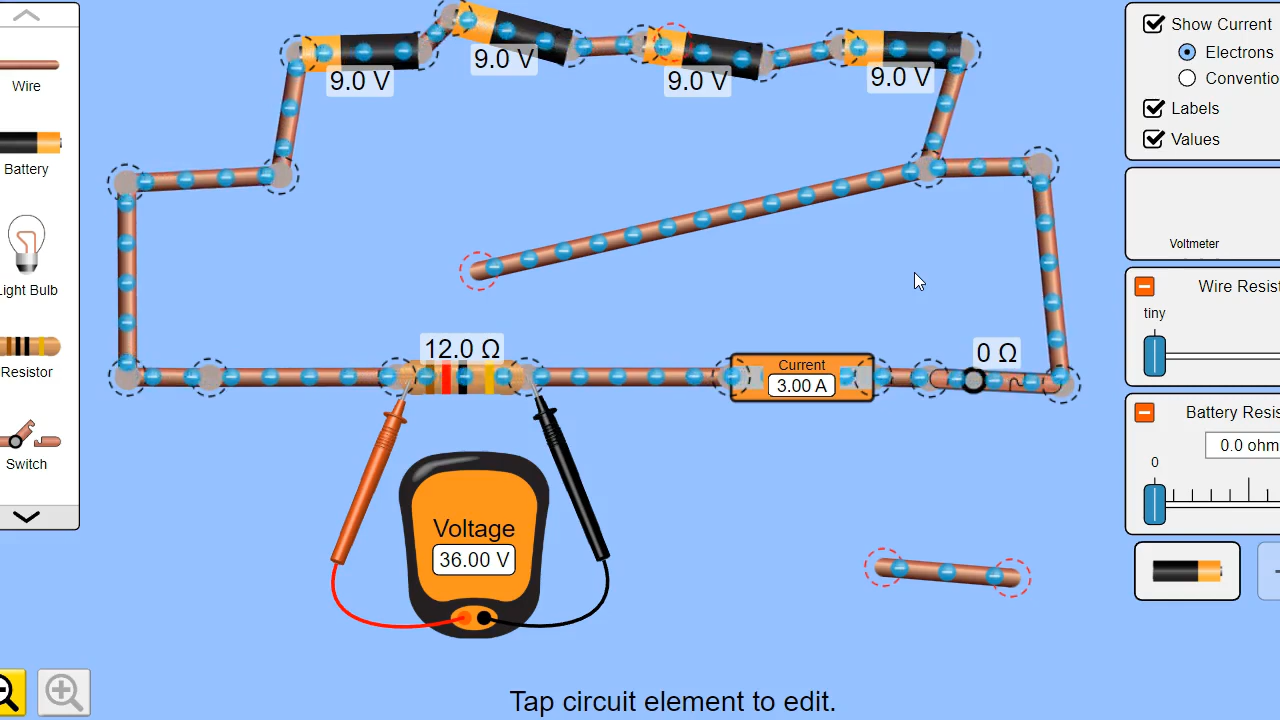 Wire
Battery
Light Bulb
Resistor
Switch
9.0 V
9.0 V
9.0 V
9.0 V
12.0 Ω
Current
3.00 A
0 Ω
Voltage
36.00 V
Tap circuit element to edit.
Show Current
Electrons
Conventio
Labels
Values
Voltmeter
Wire Resis
tiny
Battery Resis
0.0 ohm
0